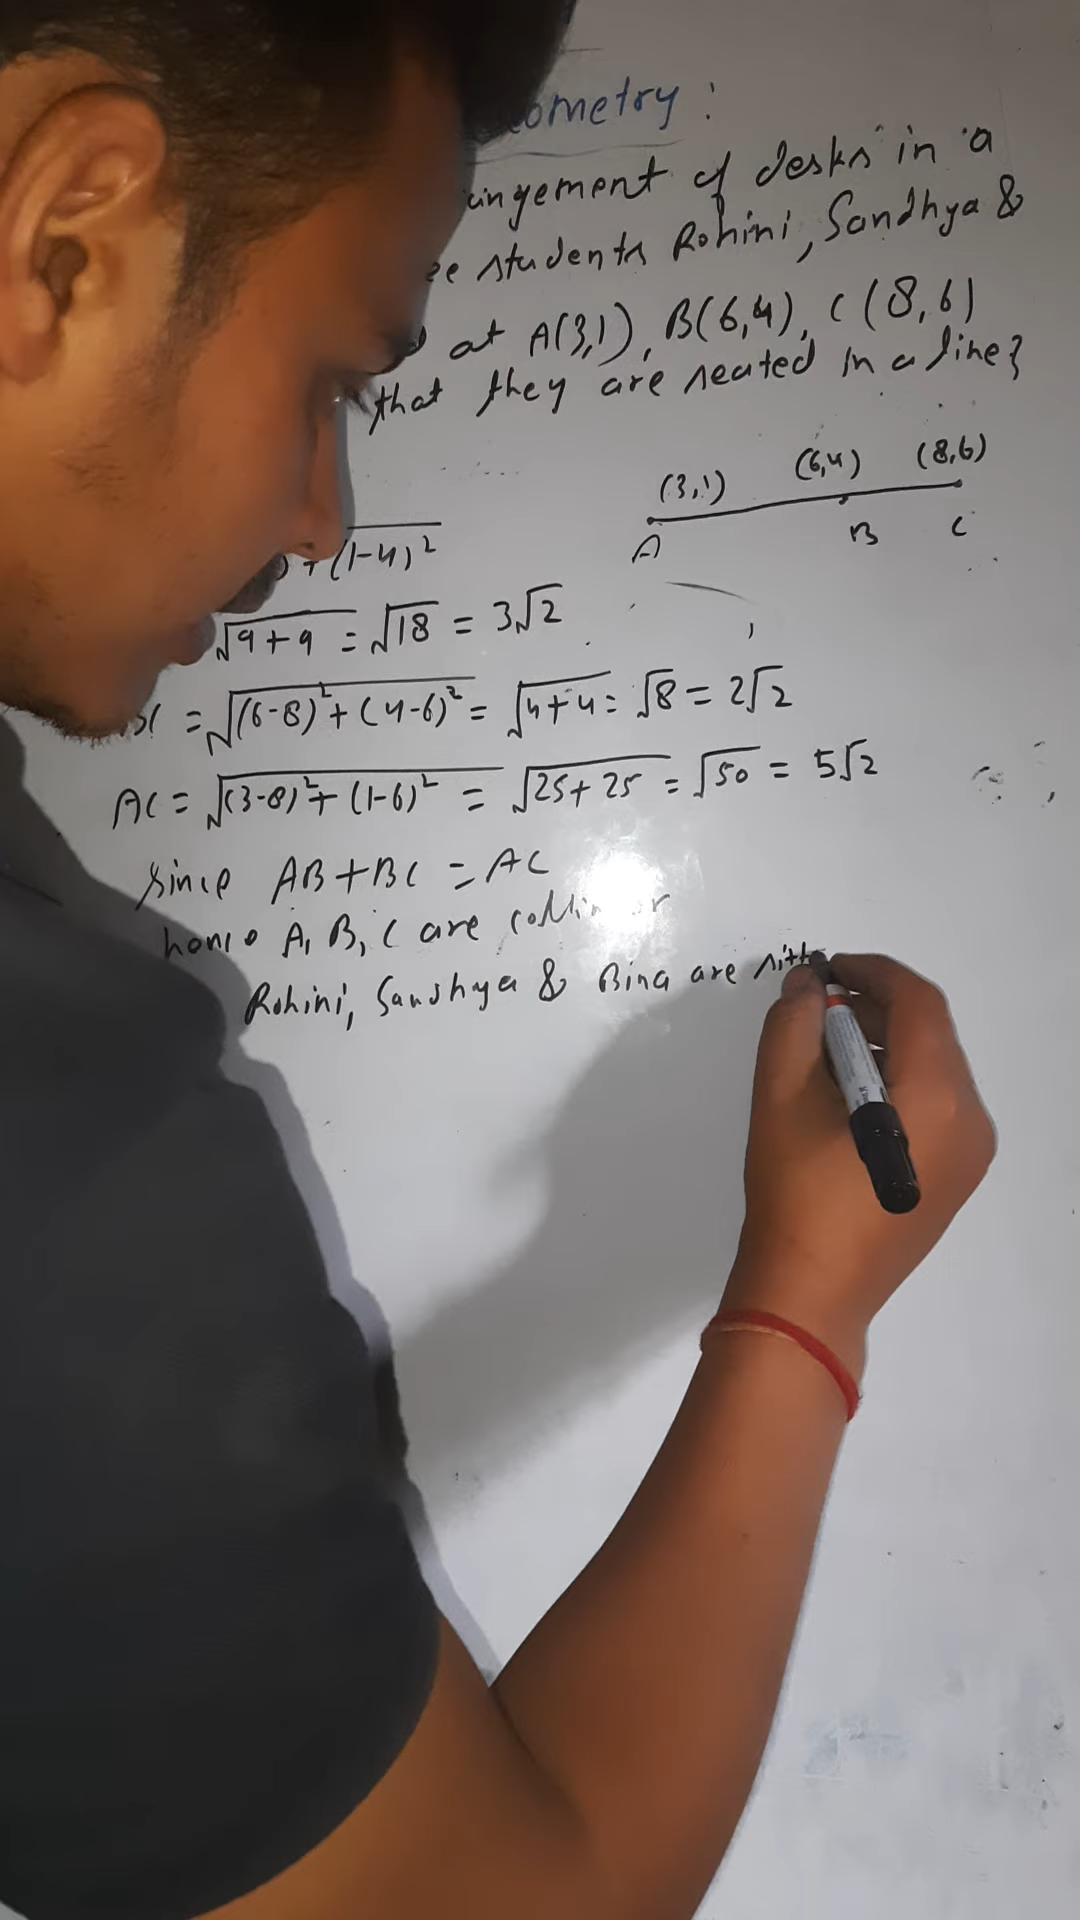 ometry :
angement of desks in a
ee students Rohini, Sandhya &
at A(3,1), B(6,4), C (8,6)
that they are seated in a line?
(3,1) (6,4) (8,6)
A B C
+ (1-4)²
√9+9 = √18 = 3√2
= √(6-8)²+(4-6)² = √4+4 = √8 = 2√2
AC = √(3-8)²+(1-6)² = √25+25 = √50 = 5√2
since AB+BC = AC
A, B, C are
Rohini, Sandhya & Bina are sitt